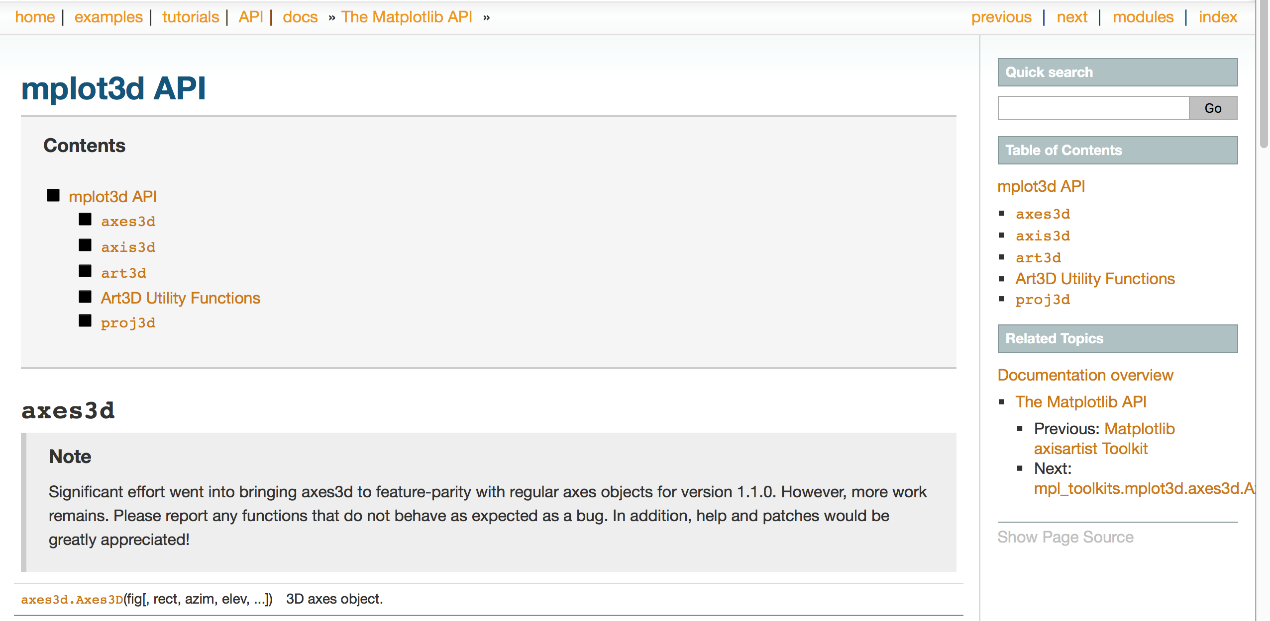 home | examples | tutorials | API | docs » The Matplotlib API »
previous | next | modules | index
mplot3d API
Contents
mplot3d API
axes3d
axis3d
art3d
Art3D Utility Functions
proj3d
axes3d
Note
Significant effort went into bringing axes3d to feature-parity with regular axes objects for version 1.1.0. However, more work
remains. Please report any functions that do not behave as expected as a bug. In addition, help and patches would be
greatly appreciated!
axes3d.Axes3D(fig[, rect, azim, elev, ...]) 3D axes object.
Quick search
Go
Table of Contents
mplot3d API
axes3d
axis3d
art3d
Art3D Utility Functions
proj3d
Related Topics
Documentation overview
The Matplotlib API
Previous: Matplotlib
axisartist Toolkit
Next:
mpl_toolkits.mplot3d.axes3d.A
Show Page Source